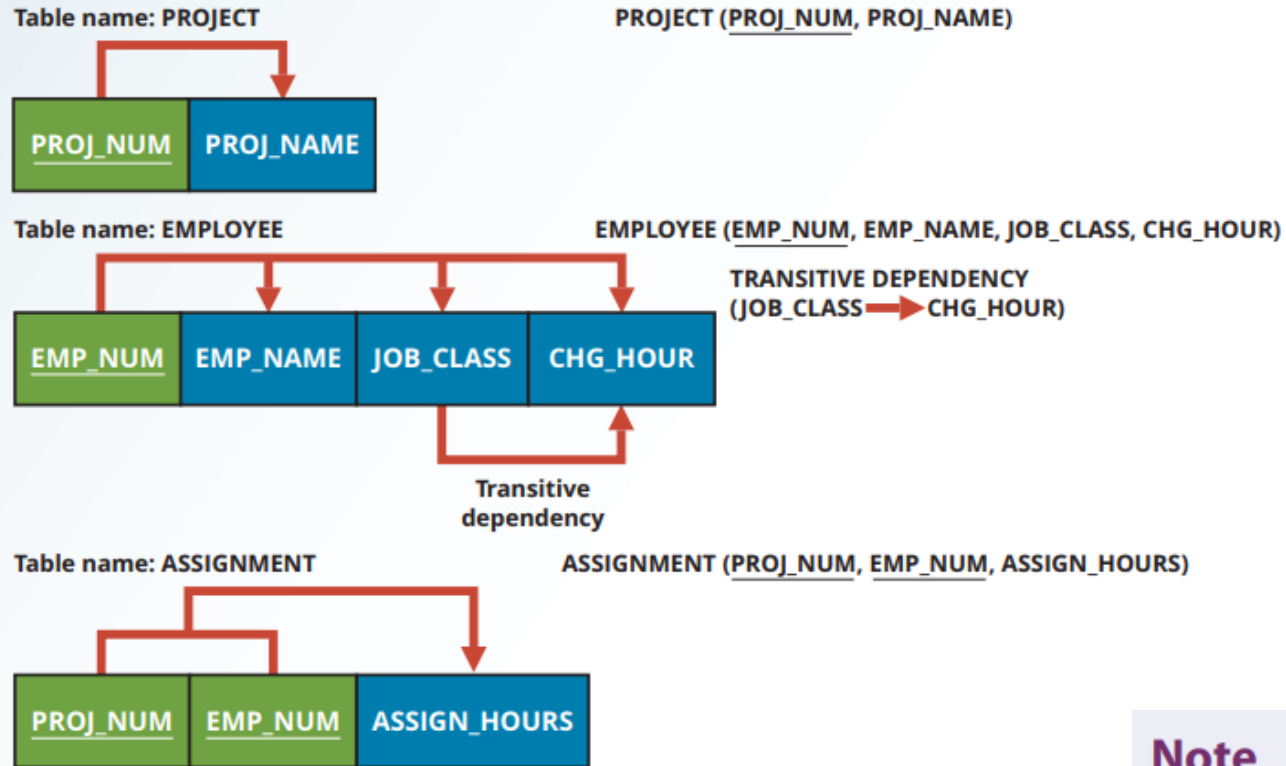 Table name: PROJECT
PROJECT (PROJ_NUM, PROJ_NAME)
PROJ_NUM PROJ_NAME
Table name: EMPLOYEE
EMPLOYEE (EMP_NUM, EMP_NAME, JOB_CLASS, CHG_HOUR)
TRANSITIVE DEPENDENCY
(JOB_CLASS CHG_HOUR)
EMP_NUM EMP_NAME JOB_CLASS CHG_HOUR
Transitive
dependency
Table name: ASSIGNMENT
ASSIGNMENT (PROJ_NUM, EMP_NUM, ASSIGN_HOURS)
PROJ_NUM EMP_NUM ASSIGN_HOURS
Note